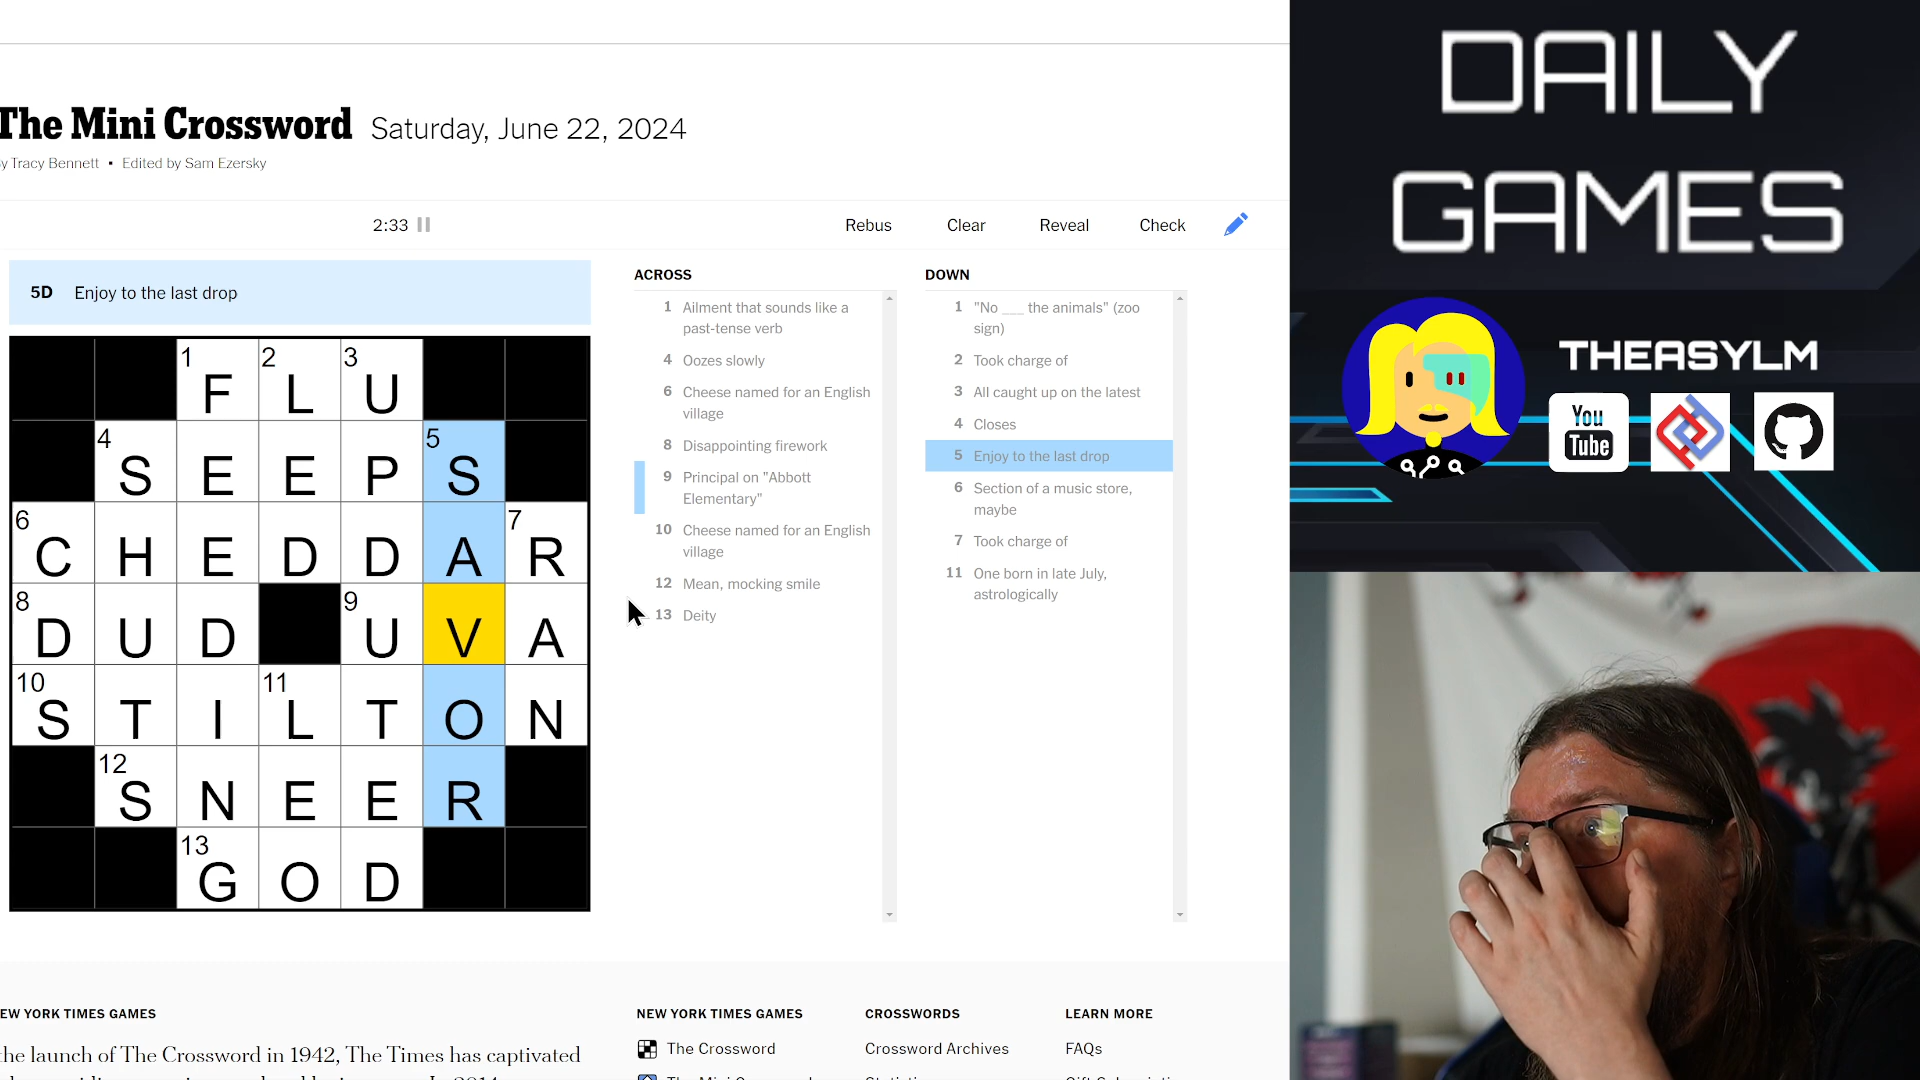 The Mini Crossword Saturday, June 22, 2024
y Tracy Bennett • Edited by Sam Ezersky
2:33
Rebus Clear Reveal Check
5D Enjoy to the last drop
1 F 2 L 3 U
4 S E E P 5 S
6 C H E D D A 7 R
8 D U D 9 U V A
10 S T I 11 L T O N
12 S N E E R
13 G O D
ACROSS
1 Ailment that sounds like a
past-tense verb
4 Oozes slowly
6 Cheese named for an English
village
8 Disappointing firework
9 Principal on "Abbott
Elementary"
10 Cheese named for an English
village
12 Mean, mocking smile
13 Deity
DOWN
1 "No ___ the animals" (zoo
sign)
2 Took charge of
3 All caught up on the latest
4 Closes
5 Enjoy to the last drop
6 Section of a music store,
maybe
7 Took charge of
11 One born in late July,
astrologically
EW YORK TIMES GAMES
the launch of The Crossword in 1942, The Times has captivated
NEW YORK TIMES GAMES
The Crossword
CROSSWORDS
Crossword Archives
LEARN MORE
FAQs
DAILY
GAMES
THEASYLM
You
Tube